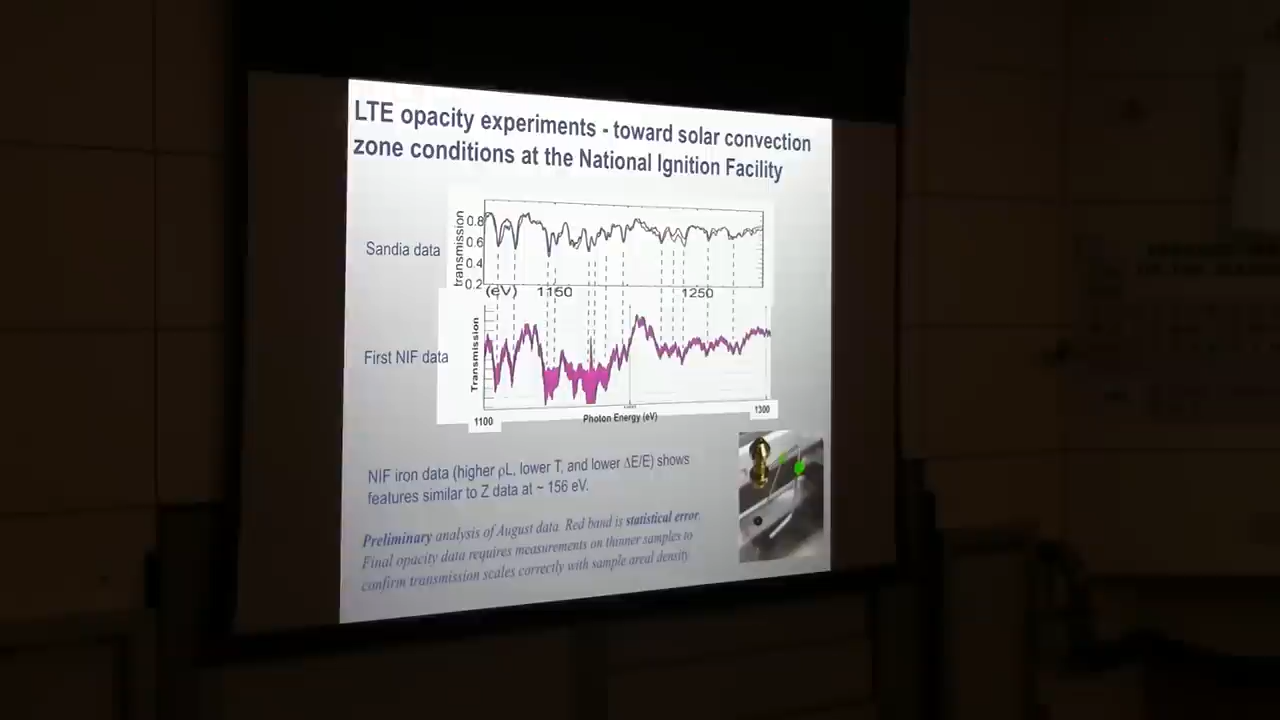 LTE opacity experiments - toward solar convection
zone conditions at the National Ignition Facility
Sandia data
transmission
0.8
0.6
0.4
0.2
(eV) 1150 1250
First NIF data
Transmission
1100 1300
Photon Energy (eV)
NIF iron data (higher ρL, lower T, and lower ΔE/E) shows
features similar to Z data at ~ 156 eV.
Preliminary analysis of August data. Red band is statistical error.
Final opacity data requires measurements on thinner samples to
confirm transmission scales correctly with sample areal density